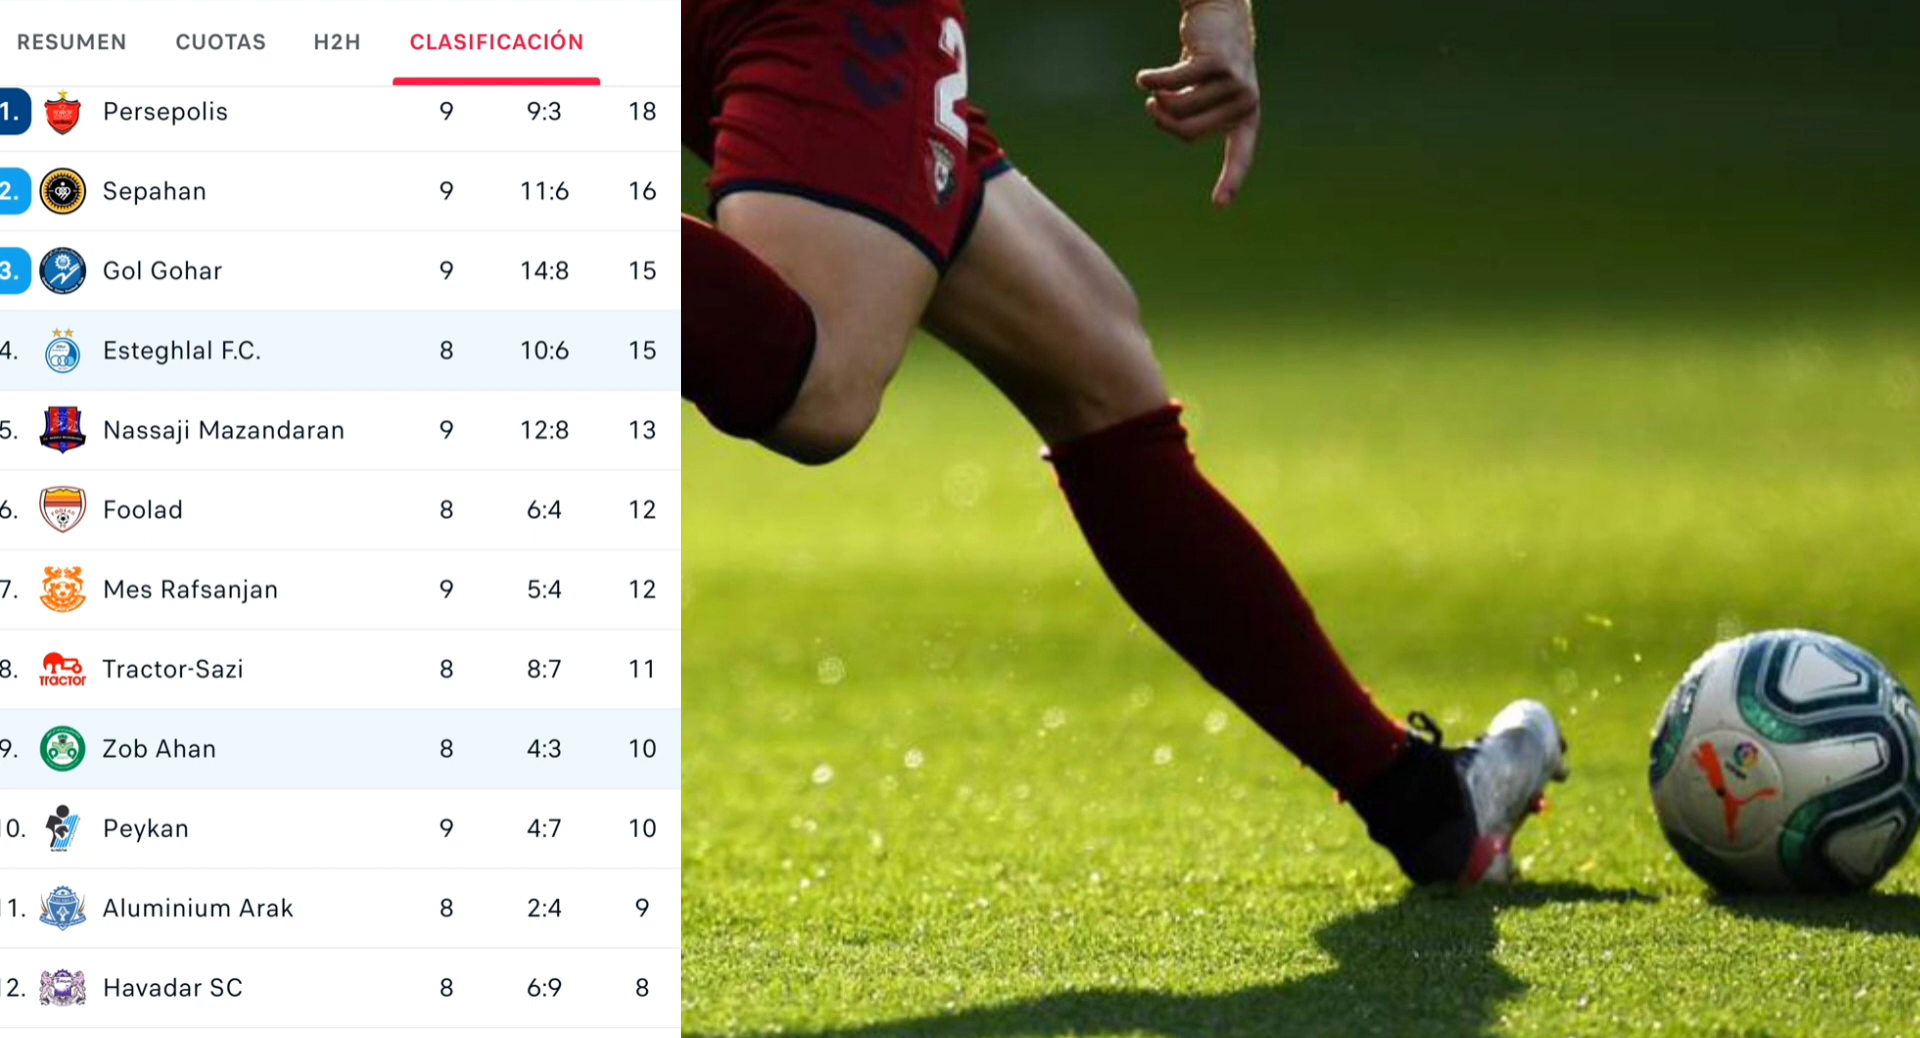 RESUMEN CUOTAS H2H CLASIFICACIÓN
1. Persepolis 9 9:3 18
2. Sepahan 9 11:6 16
3. Gol Gohar 9 14:8 15
4. Esteghlal F.C. 8 10:6 15
5. Nassaji Mazandaran 9 12:8 13
6. Foolad 8 6:4 12
7. Mes Rafsanjan 9 5:4 12
8. TRACTOR Tractor-Sazi 8 8:7 11
9. Zob Ahan 8 4:3 10
10. Peykan 9 4:7 10
11. Aluminium Arak 8 2:4 9
12. Havadar SC 8 6:9 8
2